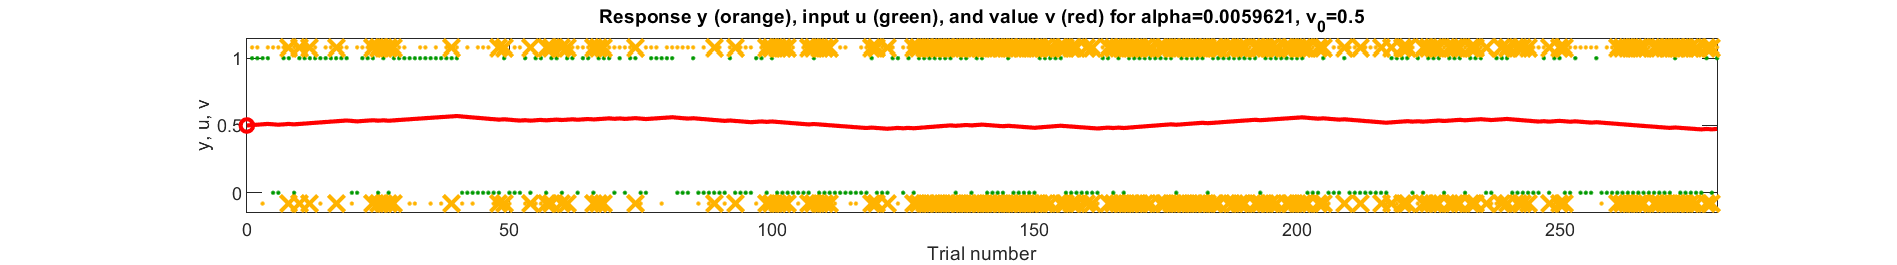 Response y (orange), input u (green), and value v (red) for alpha=0.0059621, v0=0.5
y, u, v
1
0.5
0
0 50 100 150 200 250
Trial number